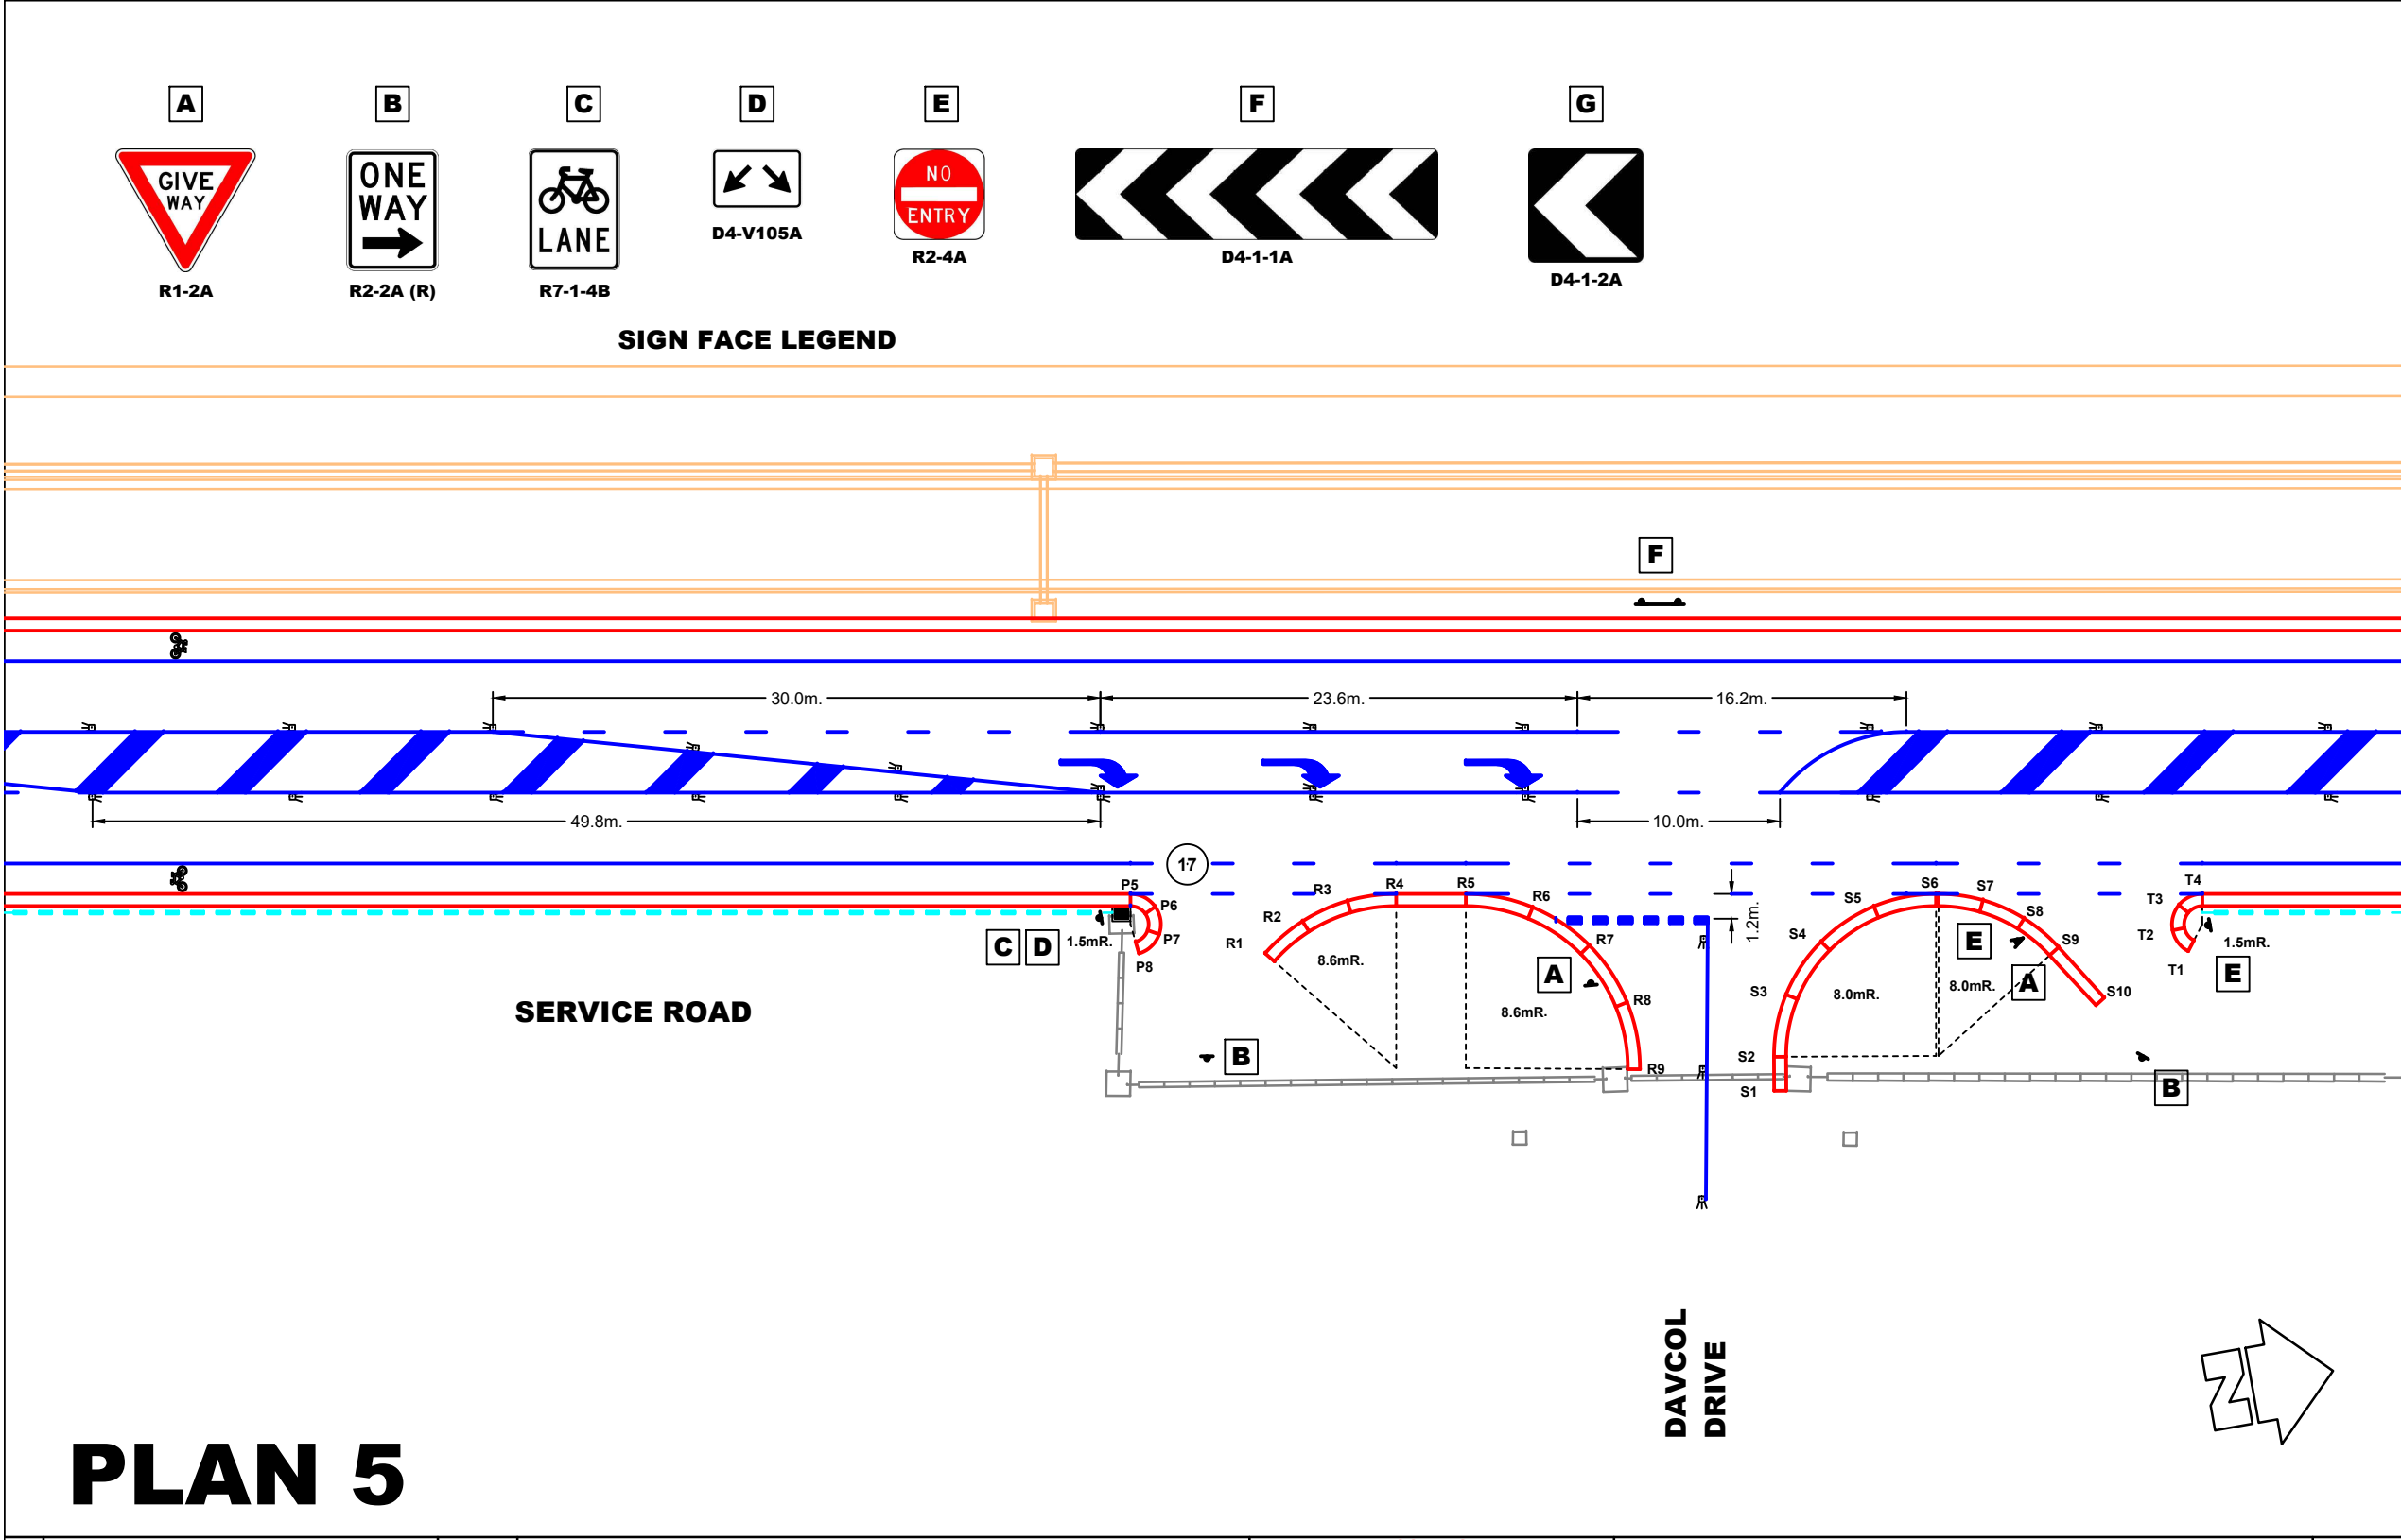 A B C D E F G
GIVE
WAY
ONE
WAY
LANE
NO
ENTRY
R1-2A
R2-2A (R)
R7-1-4B
D4-V105A
R2-4A
D4-1-1A
D4-1-2A
SIGN FACE LEGEND
F
30.0m.
23.6m.
16.2m.
49.8m.
10.0m.
17
P5
P6
P7
P8
C D
1.5mR.
R1
R2
R3
R4
R5
R6
R7
R8
R9
8.6mR.
8.6mR.
A
B
1.2m.
S1
S2
S3
S4
S5
S6
S7
S8
S9
S10
8.0mR.
8.0mR.
E
A
T1
T2
T3
T4
1.5mR.
E
B
SERVICE ROAD
DAVCOL
DRIVE
N
PLAN 5